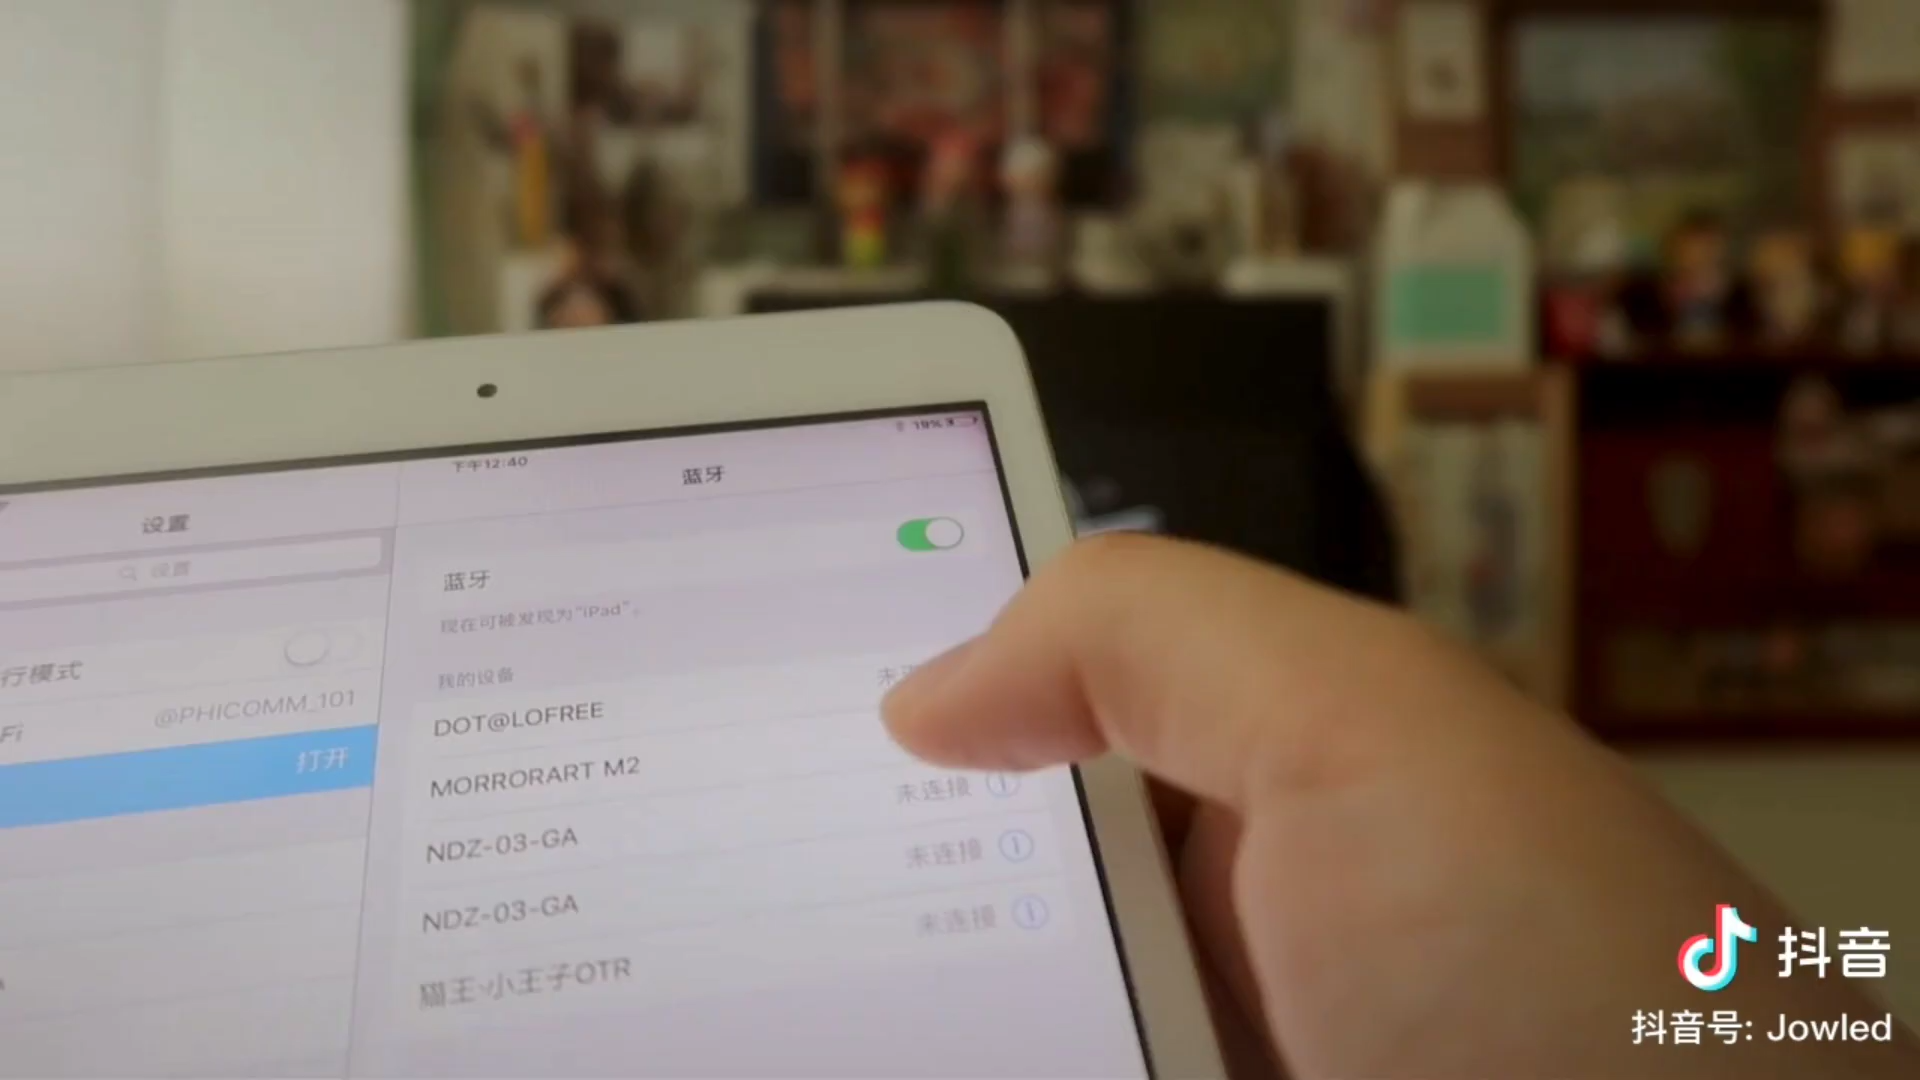 下午12:40
19%
设置
蓝牙
设置
蓝牙
现在可被发现为“iPad”。
行模式
我的设备
Fi
@PHICOMM_101
DOT@LOFREE
打开
MORRORART M2
未连接
NDZ-03-GA
未连接
NDZ-03-GA
未连接
猫王·小王子OTR
抖音
抖音号: Jowled